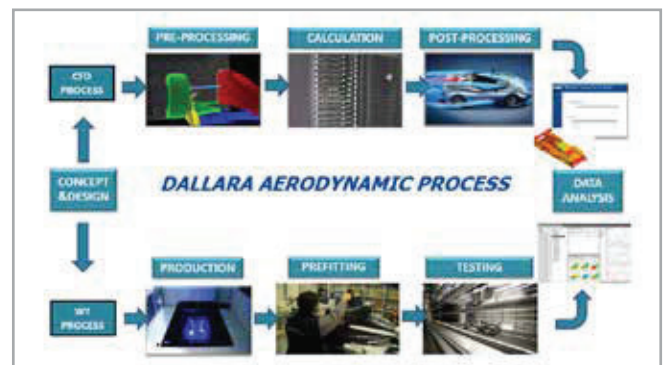 PRE-PROCESSING
CALCULATION
POST-PROCESSING
CFD
PROCESS
CONCEPT
&DESIGN
DALLARA AERODYNAMIC PROCESS
DATA
ANALYSIS
PRODUCTION
PREFITTING
TESTING
WT
PROCESS